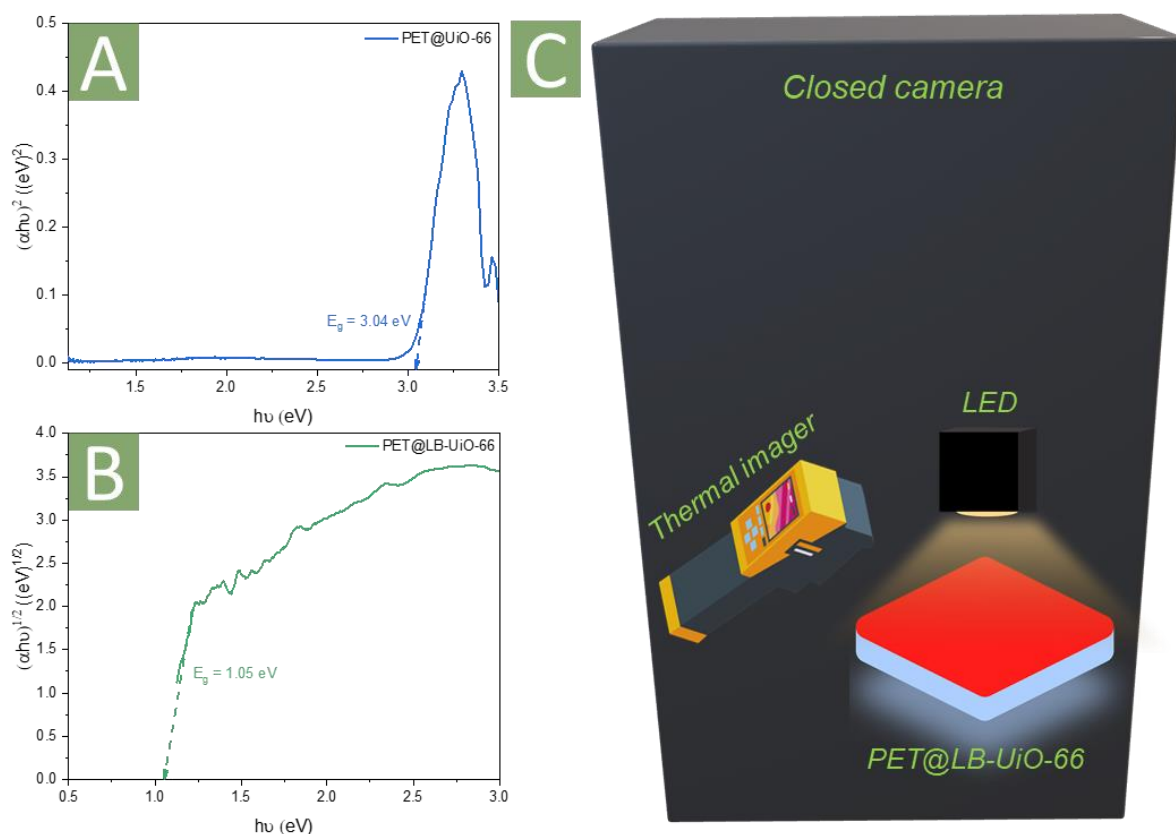 A
PET@UiO-66
0.5
0.4
0.3
0.2
0.1
0.0
(αhυ)² ((eV)²)
E_g = 3.04 eV
1.5 2.0 2.5 3.0 3.5
hυ (eV)
B
PET@LB-UiO-66
4.0
3.5
3.0
2.5
2.0
1.5
1.0
0.5
0.0
(αhυ)^1/2 ((eV)^1/2)
E_g = 1.05 eV
0.5 1.0 1.5 2.0 2.5 3.0
hυ (eV)
C
Closed camera
LED
Thermal imager
PET@LB-UiO-66